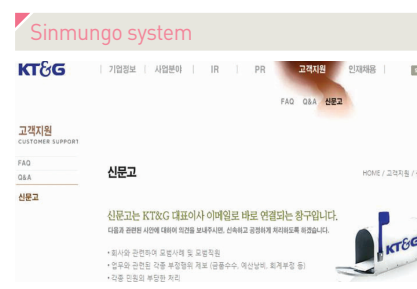 Sinmungo system
KT&G
기업정보 | 사업분야 | IR | PR 고객지원 인재채용 |
FAQ Q&A 신문고
고객지원
CUSTOMER SUPPORT
FAQ
Q&A
신문고
신문고
HOME / 고객지원 /
신문고는 KT&G 대표이사 이메일로 바로 연결되는 창구입니다.
다음과 관련된 사안에 대하여 의견을 보내주시면, 신속하고 공정하게 처리하도록 하겠습니다.
• 회사와 관련하여 모범사례 및 모범직원
• 업무와 관련된 각종 부정행위 제보 (금품수수, 예산낭비, 회계부정 등)
• 각종 민원의 부당한 처리
KT&G